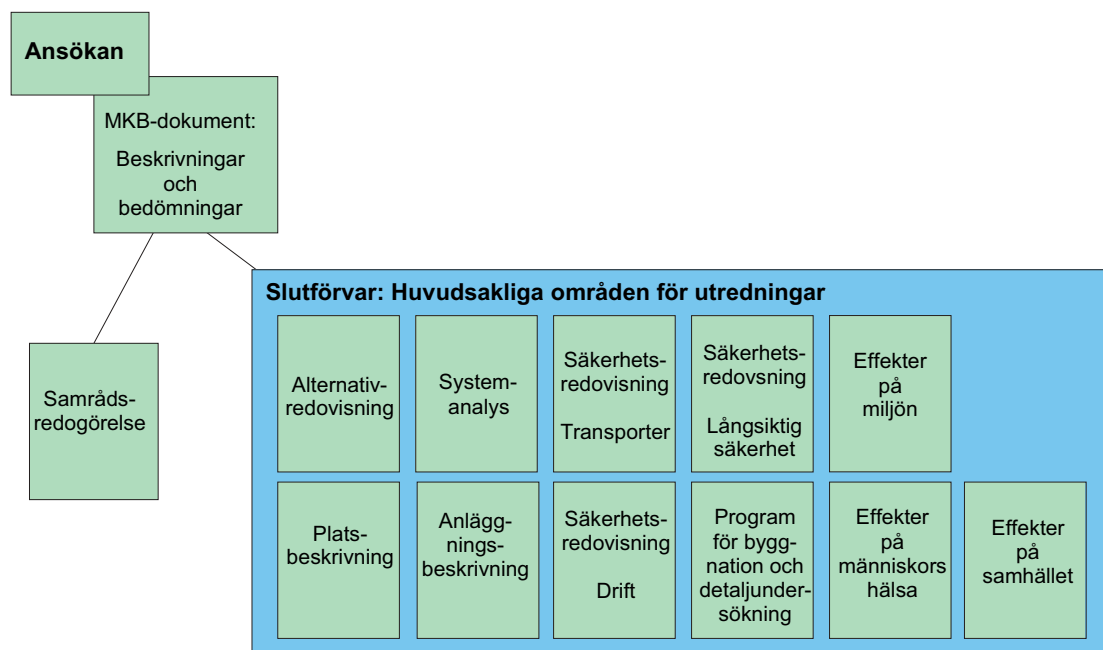 Ansökan
MKB-dokument:
Beskrivningar
och
bedömningar
Samråds-
redogörelse
Slutförvar: Huvudsakliga områden för utredningar
Alternativ-
redovisning
System-
analys
Säkerhets-
redovisning
Transporter
Säkerhets-
redovsning
Långsiktig
säkerhet
Effekter
på
miljön
Plats-
beskrivning
Anlägg-
nings-
beskrivning
Säkerhets-
redovisning
Drift
Program
för bygg-
nation och
detaljunder-
sökning
Effekter
på
människors
hälsa
Effekter
på
samhället